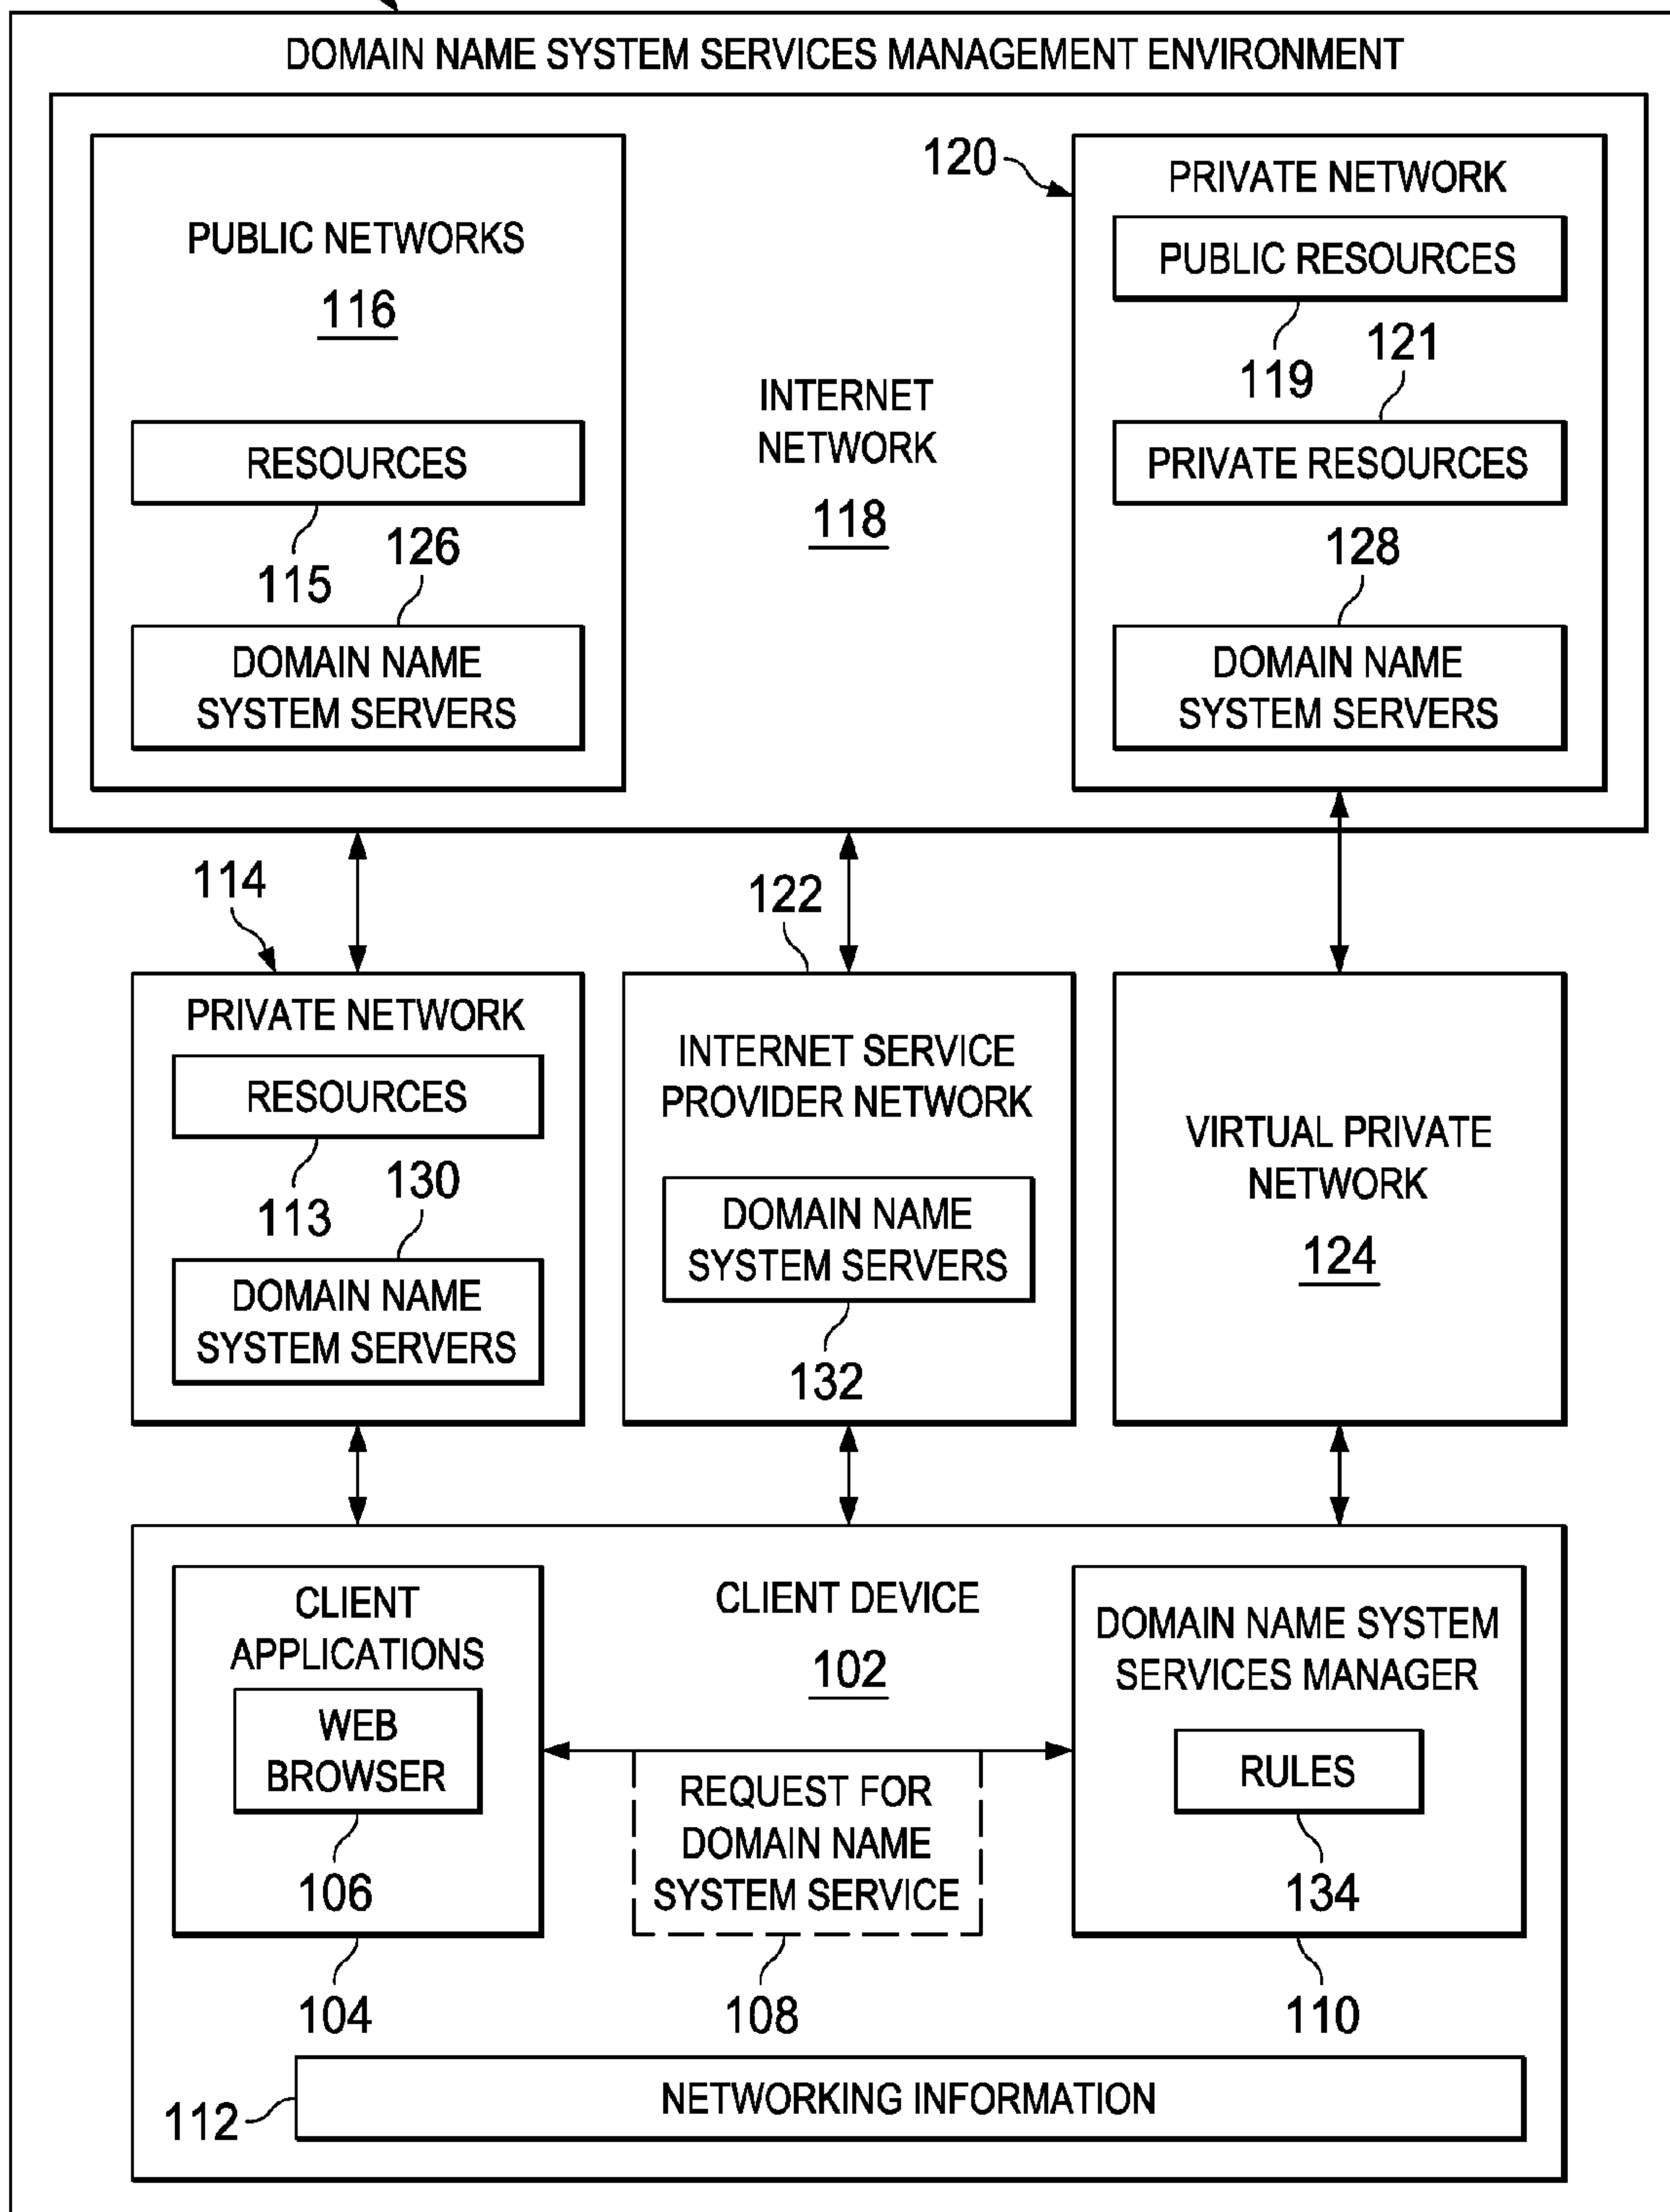 DOMAIN NAME SYSTEM SERVICES MANAGEMENT ENVIRONMENT
PUBLIC NETWORKS
116
RESOURCES
115
126
DOMAIN NAME
SYSTEM SERVERS
INTERNET
NETWORK
118
120
PRIVATE NETWORK
PUBLIC RESOURCES
119
121
PRIVATE RESOURCES
128
DOMAIN NAME
SYSTEM SERVERS
114
PRIVATE NETWORK
RESOURCES
113
130
DOMAIN NAME
SYSTEM SERVERS
122
INTERNET SERVICE
PROVIDER NETWORK
DOMAIN NAME
SYSTEM SERVERS
132
VIRTUAL PRIVATE
NETWORK
124
CLIENT
APPLICATIONS
WEB
BROWSER
106
104
CLIENT DEVICE
102
REQUEST FOR
DOMAIN NAME
SYSTEM SERVICE
108
DOMAIN NAME SYSTEM
SERVICES MANAGER
RULES
134
110
112
NETWORKING INFORMATION